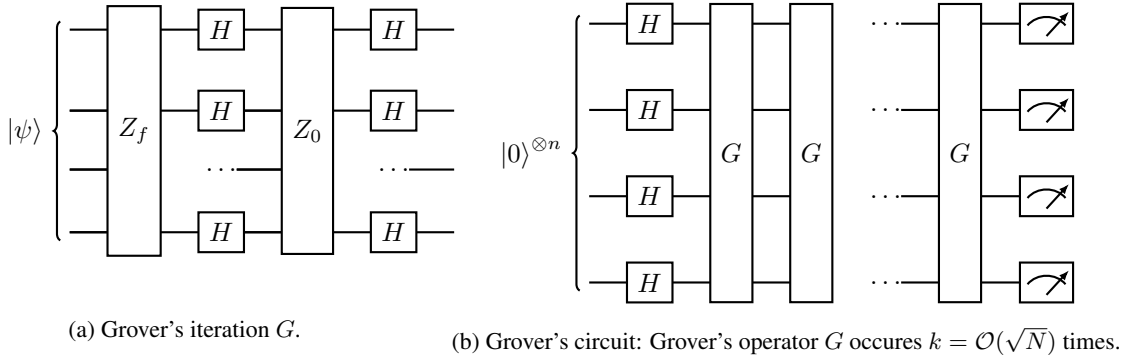 H H H
|ψ⟩ Z_f H Z_0 H |0⟩^{⊗n} H G G ··· G
··· ···
H H H
H
(a) Grover's iteration G.
(b) Grover's circuit: Grover's operator G occures k = O(√N) times.